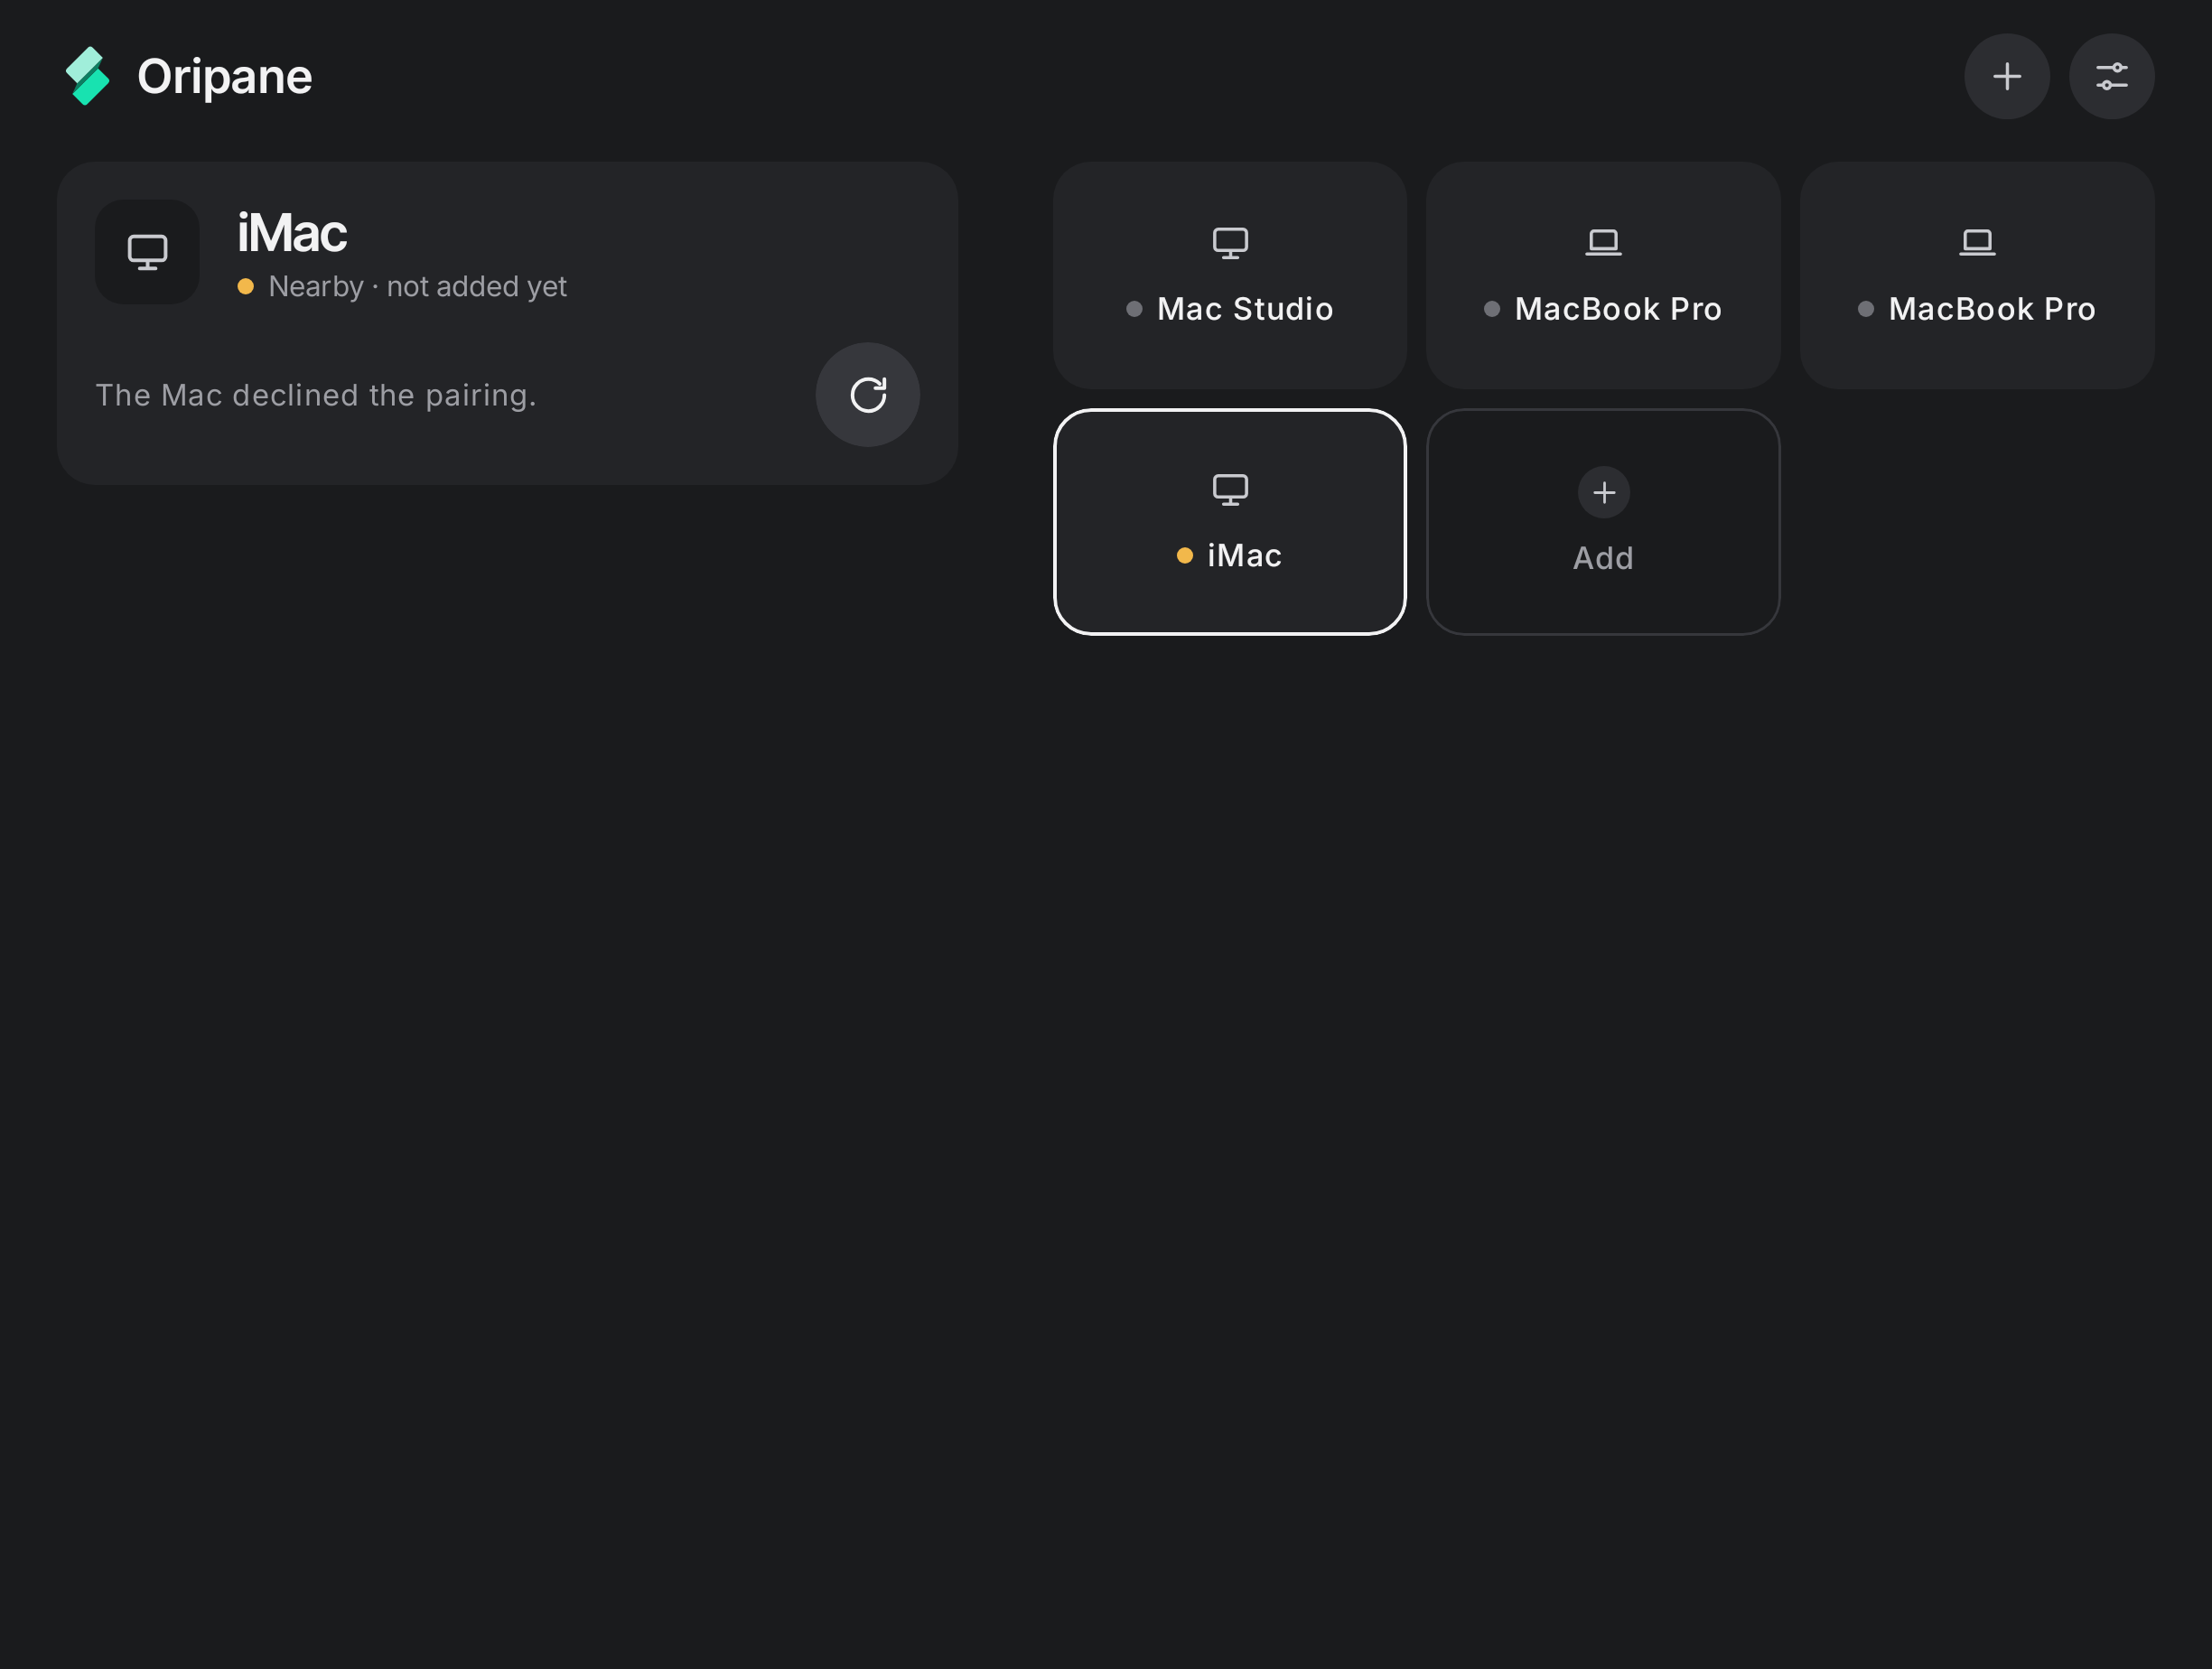 Oripane
iMac
Nearby · not added yet
The Mac declined the pairing.
Mac Studio
MacBook Pro
MacBook Pro
iMac
Add